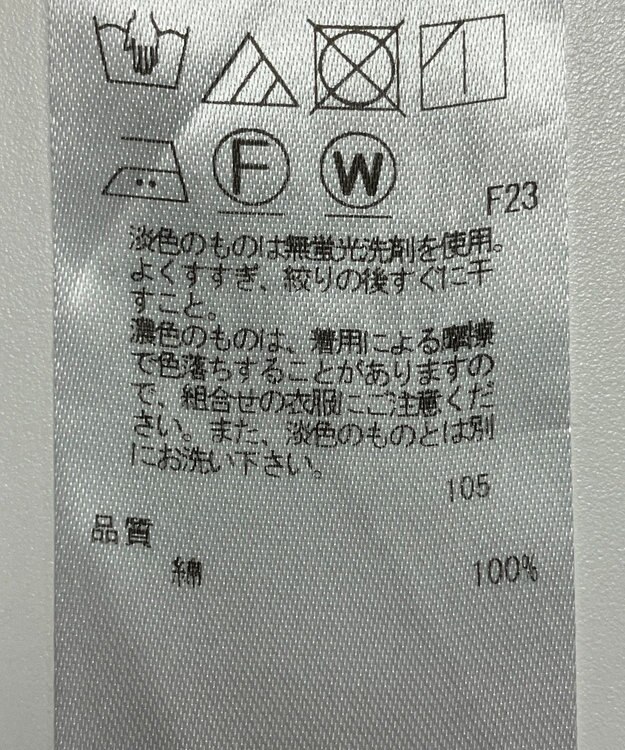 F W F23
淡色のものは無蛍光洗剤を使用。
よくすすぎ、絞りの後すぐに干
すこと。
濃色のものは、着用による摩擦
で色落ちすることがありますの
で、組合せの衣服にご注意くだ
さい。また、淡色のものとは別
にお洗い下さい。
105
品質
綿 100%